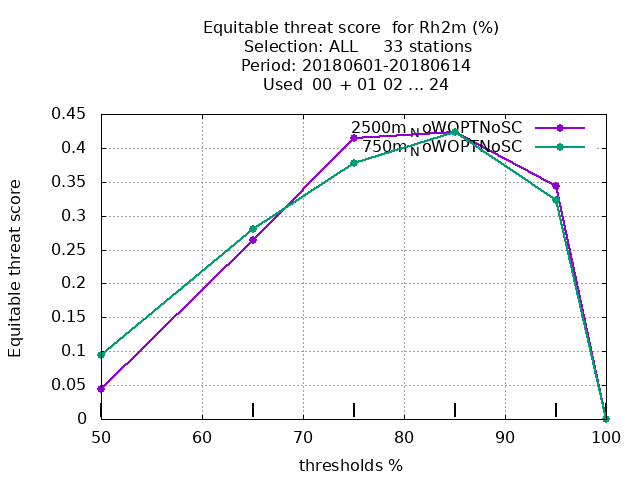 Equitable threat score  for Rh2m (%)
Selection: ALL     33 stations
Period: 20180601-20180614
Used  00  + 01 02 ... 24
2500m_NoWOPTNoSC
750m_NoWOPTNoSC
Equitable threat score
0.45
0.4
0.35
0.3
0.25
0.2
0.15
0.1
0.05
0
50 60 70 80 90 100
thresholds %